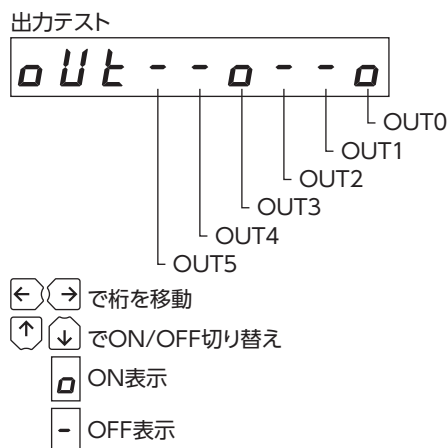 出力テスト
oUt--o--o
OUT0
OUT1
OUT2
OUT3
OUT4
OUT5
←→で桁を移動
↑↓でON/OFF切り替え
o ON表示
- OFF表示